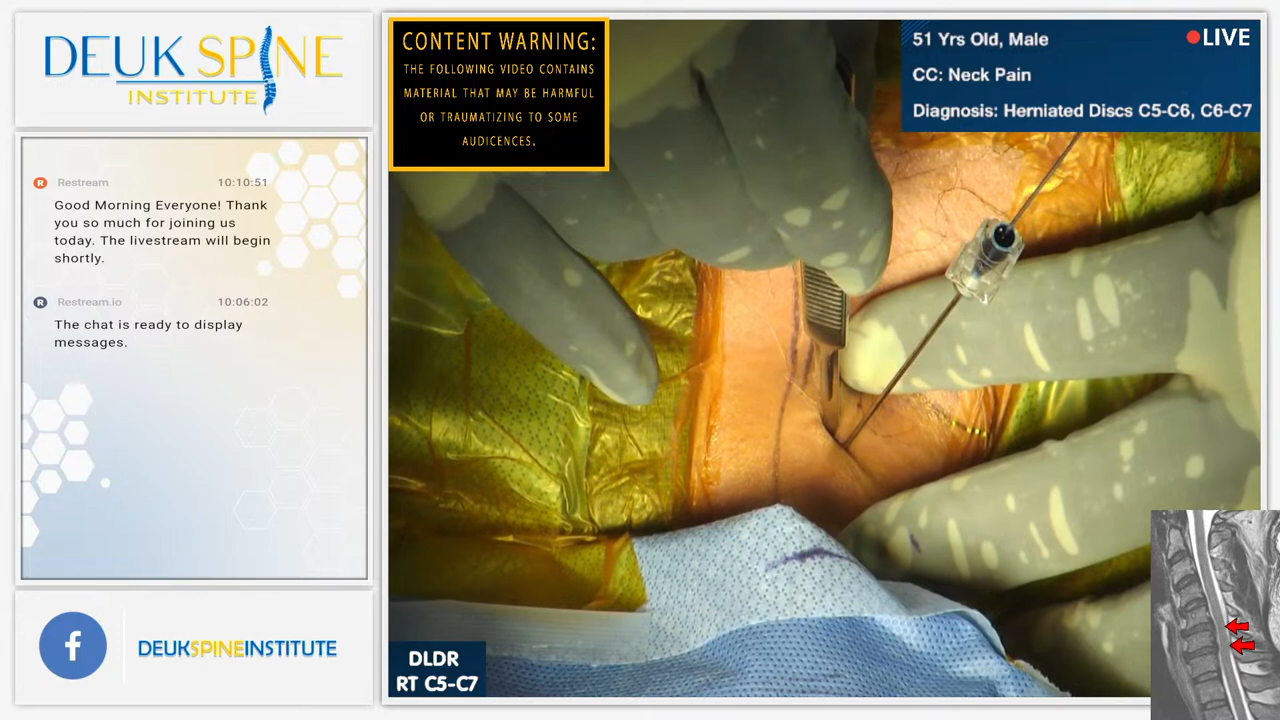 DEUK SPINE
INSTITUTE
Restream 10:10:51
Good Morning Everyone! Thank
you so much for joining us
today. The livestream will begin
shortly.
Restream.io 10:06:02
The chat is ready to display
messages.
DEUKSPINEINSTITUTE
CONTENT WARNING:
THE FOLLOWING VIDEO CONTAINS
MATERIAL THAT MAY BE HARMFUL
OR TRAUMATIZING TO SOME
AUDICENCES.
51 Yrs Old, Male
LIVE
CC: Neck Pain
Diagnosis: Herniated Discs C5-C6, C6-C7
DLDR
RT C5-C7